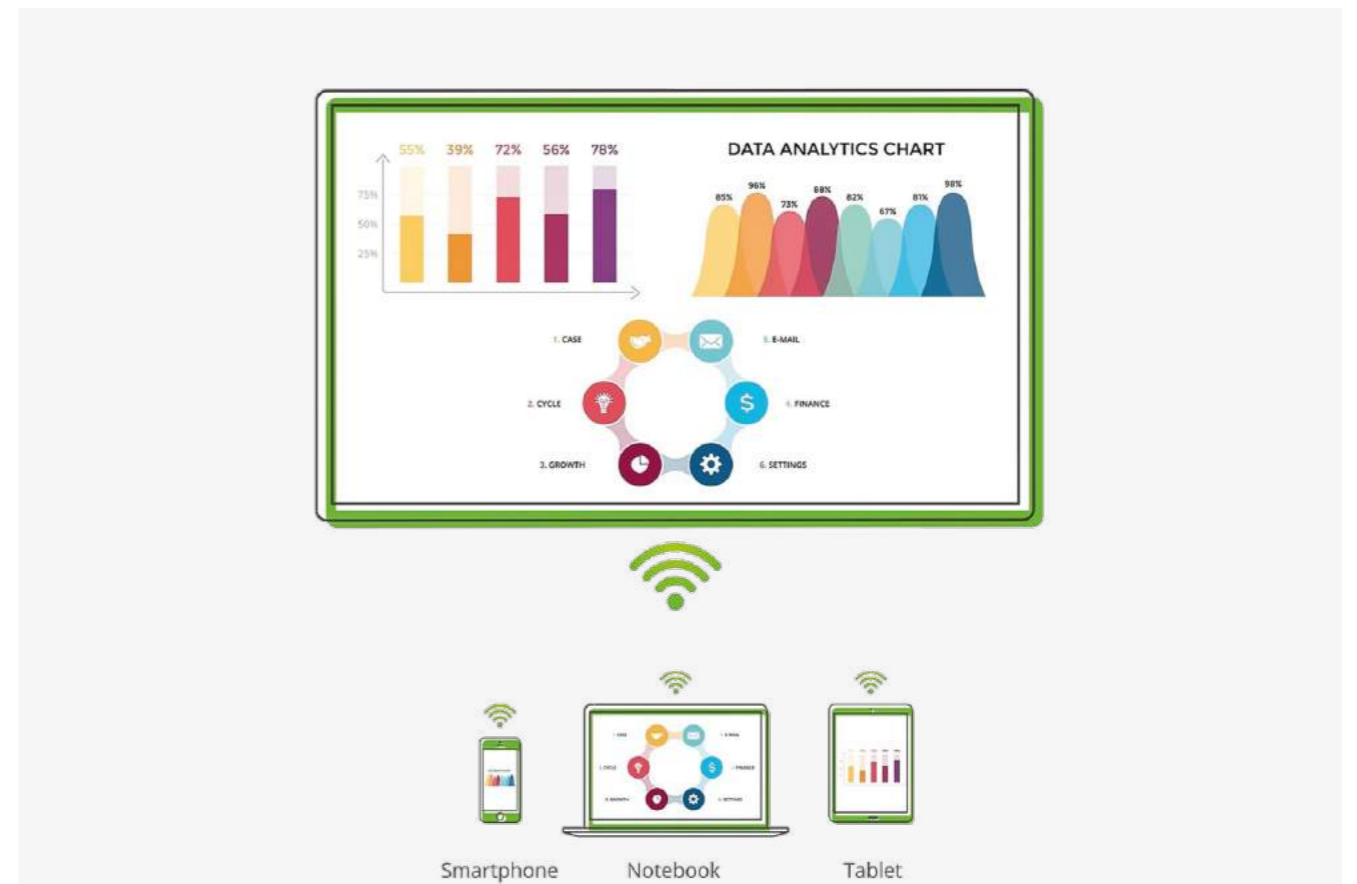 55% 39% 72% 56% 78%
75%
50%
25%
DATA ANALYTICS CHART
85% 96% 73% 88% 82% 67% 81% 98%
1. CASE
5. E-MAIL
2. CYCLE
4. FINANCE
3. GROWTH
6. SETTINGS
Smartphone Notebook Tablet